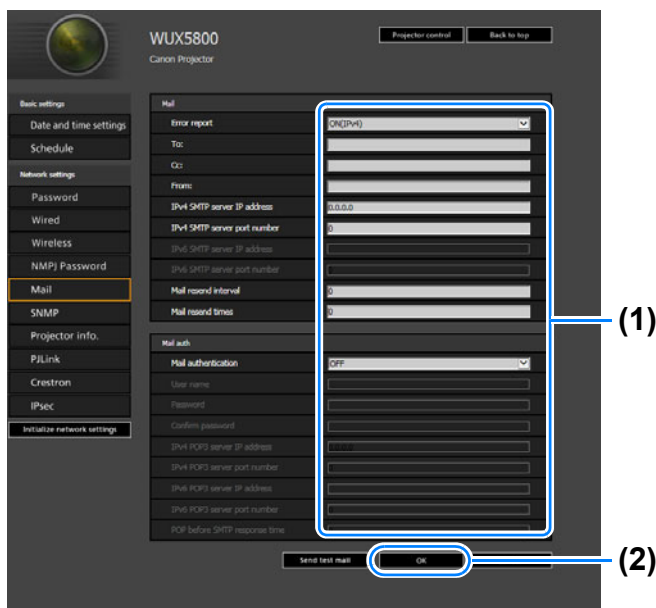 WUX5800
Canon Projector
Projector control
Back to top
Basic settings
Date and time settings
Schedule
Network settings
Password
Wired
Wireless
NMPJ Password
Mail
SNMP
Projector info.
PJLink
Crestron
IPsec
Initialize network settings
Mail
Error report ON(IPv4)
To:
Cc:
From:
IPv4 SMTP server IP address 0.0.0.0
IPv4 SMTP server port number 0
IPv6 SMTP server IP address
IPv6 SMTP server port number
Mail resend interval 0
Mail resend times 0
(1)
Mail auth
Mail authentication OFF
User name
Password
Confirm password
IPv4 POP3 server IP address
IPv4 POP3 server port number
IPv6 POP3 server IP address
IPv6 POP3 server port number
POP before SMTP response time
Send test mail
OK
(2)